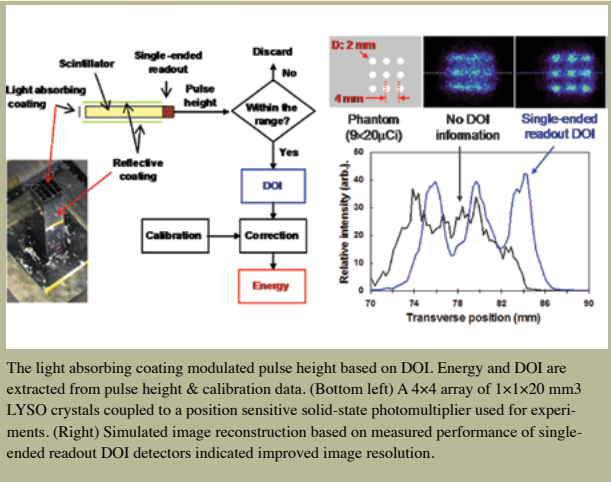 Scintillator
Single-ended
readout
Light absorbing
coating
Pulse
height
Reflective
coating
Discard
No
Within the
range?
Yes
DOI
Calibration
Correction
Energy
D: 2 mm
4 mm
Phantom
(9×20μCi)
No DOI
information
Single-ended
readout DOI
Relative intensity (arb.).
50
40
30
20
10
0
70 74 78 82 86 90
Transverse position (mm)
The light absorbing coating modulated pulse height based on DOI. Energy and DOI are
extracted from pulse height & calibration data. (Bottom left) A 4×4 array of 1×1×20 mm3
LYSO crystals coupled to a position sensitive solid-state photomultiplier used for experi-
ments. (Right) Simulated image reconstruction based on measured performance of single-
ended readout DOI detectors indicated improved image resolution.